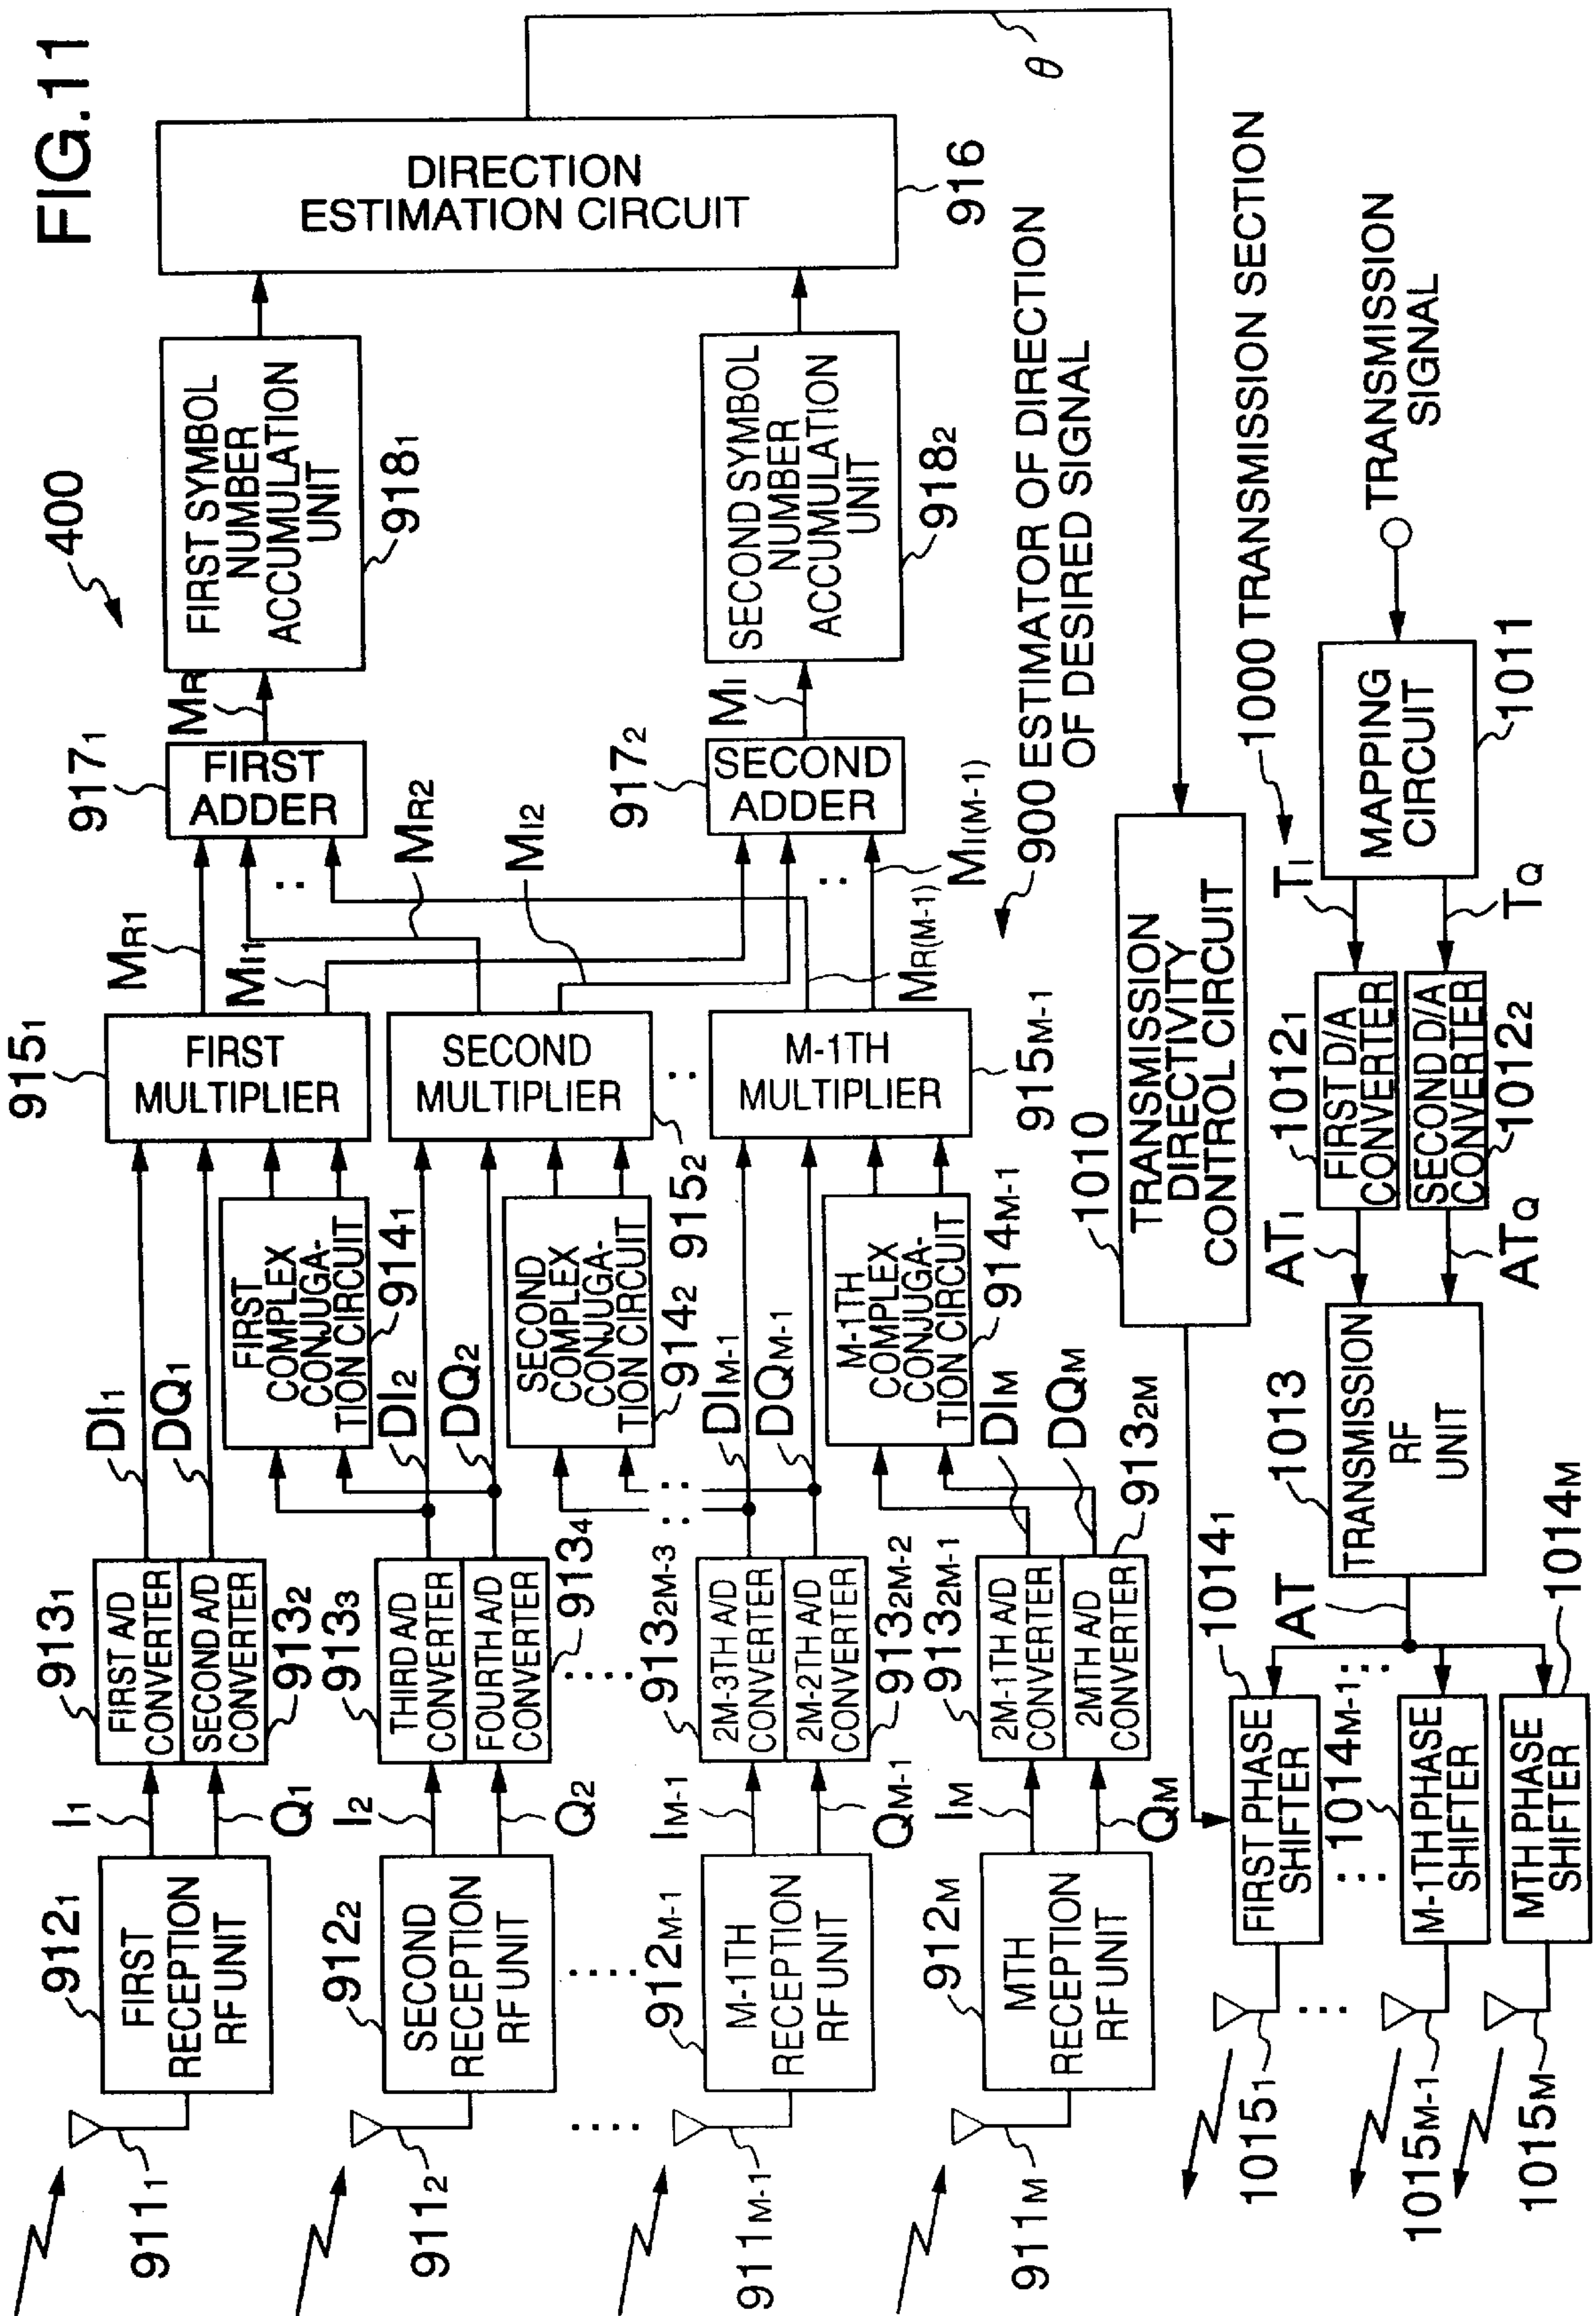 FIG.11
400
911₁
912₁
FIRST
RECEPTION
RF UNIT
I₁
Q₁
913₁
FIRST A/D
CONVERTER
SECOND A/D
CONVERTER
913₂
DI₁
DQ₁
FIRST
COMPLEX
CONJUGA-
TION CIRCUIT
914₁
915₁
FIRST
MULTIPLIER
MR1
MI1
917₁
FIRST
ADDER
MR
FIRST SYMBOL
NUMBER
ACCUMULATION
UNIT
918₁
DIRECTION
ESTIMATION CIRCUIT
916
θ
911₂
912₂
SECOND
RECEPTION
RF UNIT
I₂
Q₂
913₃
THIRD A/D
CONVERTER
FOURTH A/D
CONVERTER
913₄
DI₂
DQ₂
SECOND
COMPLEX
CONJUGA-
TION CIRCUIT
914₂
SECOND
MULTIPLIER
915₂
MR2
MI2
917₂
SECOND
ADDER
MI
SECOND SYMBOL
NUMBER
ACCUMULATION
UNIT
918₂
911M-1
912M-1
M-1TH
RECEPTION
RF UNIT
IM-1
QM-1
9132M-3
2M-3TH A/D
CONVERTER
2M-2TH A/D
CONVERTER
9132M-2
DIM-1
DQM-1
M-1TH
COMPLEX
CONJUGA-
TION CIRCUIT
914M-1
M-1TH
MULTIPLIER
915M-1
MR(M-1)
MI(M-1)
911M
912M
MTH
RECEPTION
RF UNIT
IM
QM
9132M-1
2M-1TH A/D
CONVERTER
2MTH A/D
CONVERTER
9132M
DIM
DQM
900 ESTIMATOR OF DIRECTION
OF DESIRED SIGNAL
1010
TRANSMISSION
DIRECTIVITY
CONTROL CIRCUIT
1000 TRANSMISSION SECTION
1015₁
FIRST PHASE
SHIFTER
1014₁
1015M-1
M-1TH PHASE
SHIFTER
1014M-1
1015M
MTH PHASE
SHIFTER
1014M
AT
1013
TRANSMISSION
RF
UNIT
ATI
ATQ
1012₁
FIRST D/A
CONVERTER
SECOND D/A
CONVERTER
1012₂
TI
TQ
MAPPING
CIRCUIT
1011
TRANSMISSION
SIGNAL